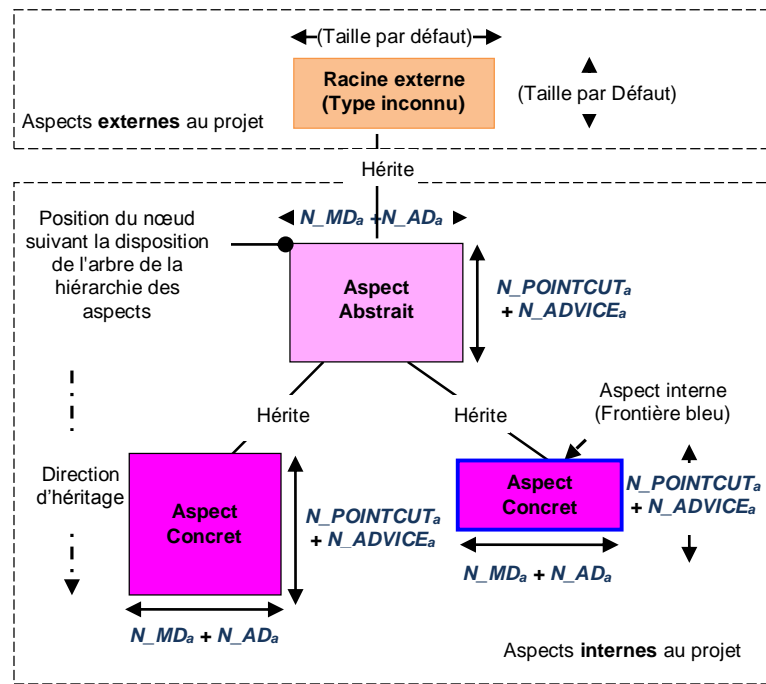 (Taille par défaut)
Racine externe
(Type inconnu)
(Taille par Défaut)
Aspects externes au projet
Hérite
Position du nœud
suivant la disposition
de l'arbre de la
hiérarchie des
aspects
N_MDa +N_ADa
Aspect
Abstrait
N_POINTCUTa
+ N_ADVICEa
Hérite
Hérite
Aspect interne
(Frontière bleu)
Direction
d'héritage
Aspect
Concret
N_POINTCUTa
+ N_ADVICEa
Aspect
Concret
N_POINTCUTa
+ N_ADVICEa
N_MDa + N_ADa
N_MDa + N_ADa
Aspects internes au projet